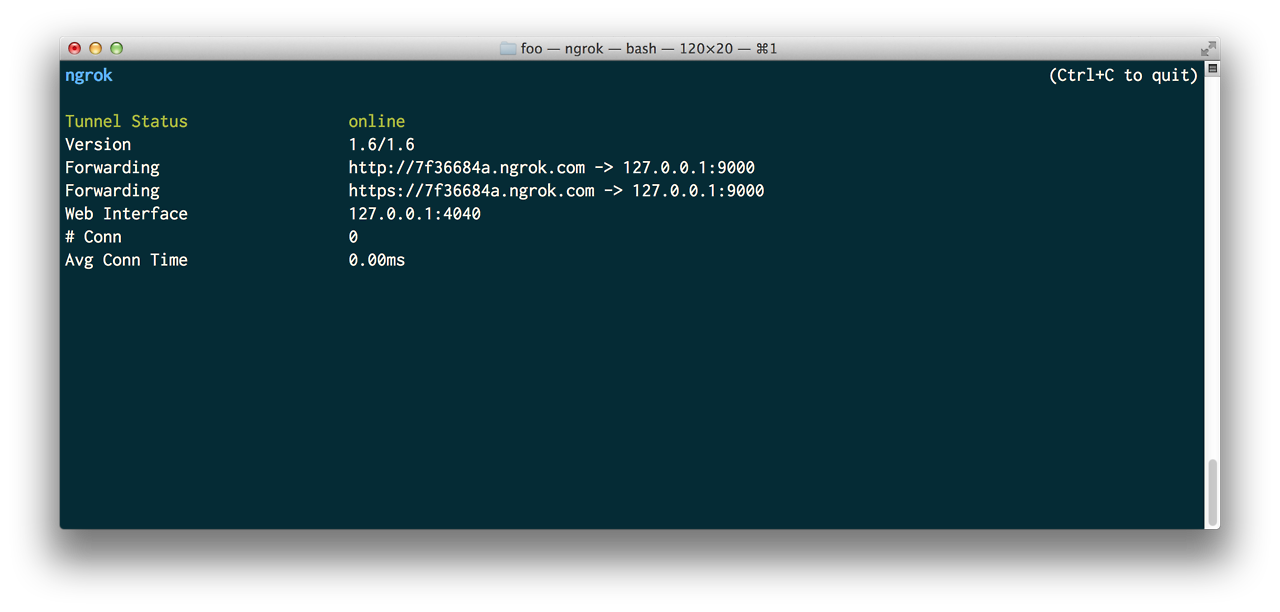 foo — ngrok — bash — 120×20 — ⌘1
ngrok (Ctrl+C to quit)
Tunnel Status online
Version 1.6/1.6
Forwarding http://7f36684a.ngrok.com -> 127.0.0.1:9000
Forwarding https://7f36684a.ngrok.com -> 127.0.0.1:9000
Web Interface 127.0.0.1:4040
# Conn 0
Avg Conn Time 0.00ms